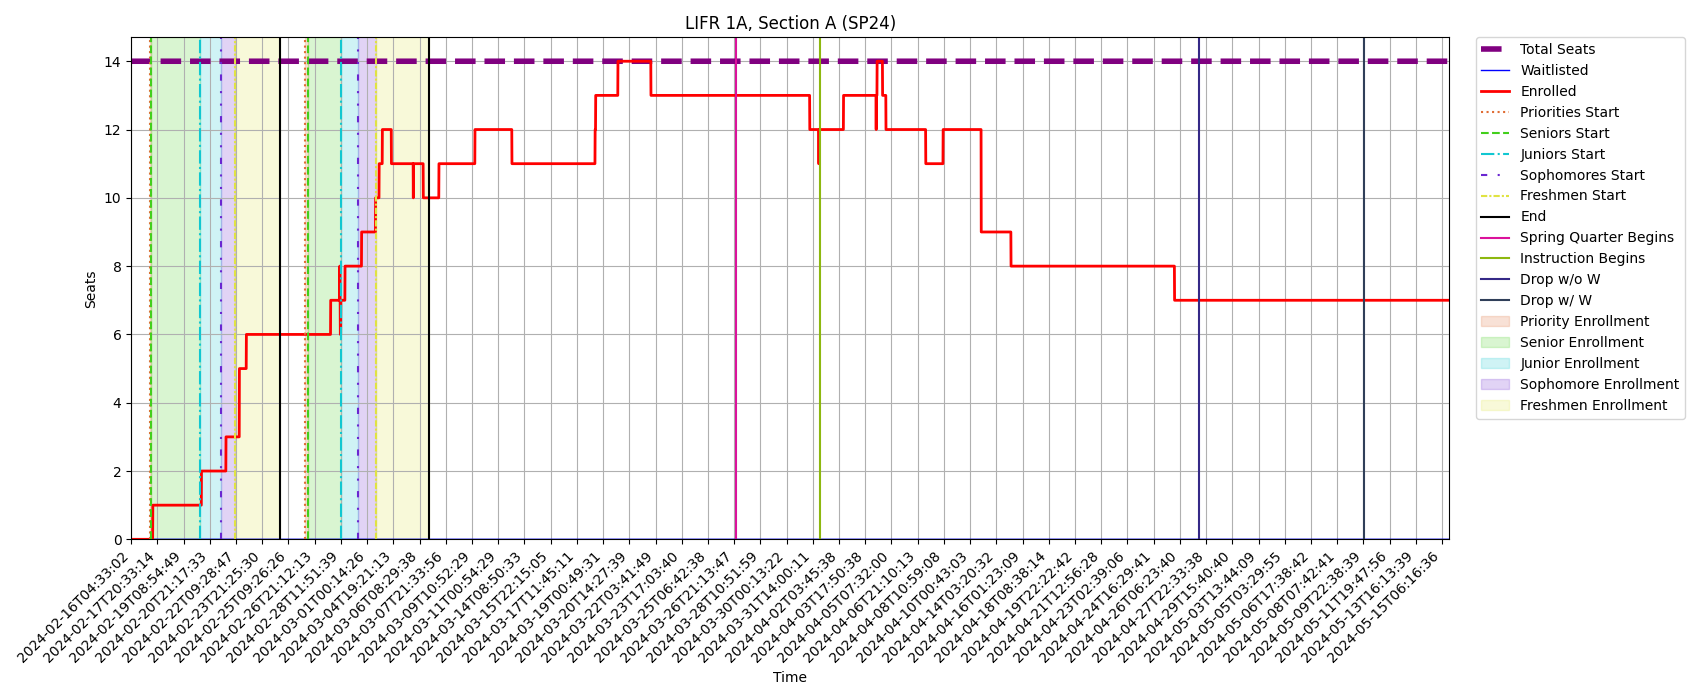 LIFR 1A, Section A (SP24)
Seats
14
12
10
8
6
4
2
0
2024-02-16T04:33:02
2024-02-17T20:33:14
2024-02-19T08:54:49
2024-02-20T21:17:33
2024-02-22T09:28:47
2024-02-23T21:25:30
2024-02-25T09:26:26
2024-02-26T21:12:13
2024-02-28T11:51:39
2024-03-01T00:14:26
2024-03-04T19:21:13
2024-03-06T08:29:38
2024-03-07T21:33:56
2024-03-09T10:52:29
2024-03-11T00:54:29
2024-03-14T08:50:33
2024-03-15T22:15:05
2024-03-17T11:45:11
2024-03-19T00:49:31
2024-03-20T14:27:39
2024-03-22T03:41:49
2024-03-23T17:03:40
2024-03-25T06:42:38
2024-03-26T21:13:47
2024-03-28T10:51:59
2024-03-30T00:13:22
2024-03-31T14:00:11
2024-04-02T03:45:38
2024-04-03T17:50:38
2024-04-05T07:32:00
2024-04-06T21:10:13
2024-04-08T10:59:08
2024-04-10T00:43:03
2024-04-14T03:20:32
2024-04-16T01:23:09
2024-04-18T08:38:14
2024-04-19T22:22:42
2024-04-21T12:56:28
2024-04-23T02:39:06
2024-04-24T16:29:41
2024-04-26T06:23:40
2024-04-27T22:33:38
2024-04-29T15:40:40
2024-05-03T13:44:09
2024-05-05T03:29:55
2024-05-06T17:38:42
2024-05-08T07:42:41
2024-05-09T22:38:39
2024-05-11T19:47:56
2024-05-13T16:13:39
2024-05-15T06:16:36
Time
Total Seats
Waitlisted
Enrolled
Priorities Start
Seniors Start
Juniors Start
Sophomores Start
Freshmen Start
End
Spring Quarter Begins
Instruction Begins
Drop w/o W
Drop w/ W
Priority Enrollment
Senior Enrollment
Junior Enrollment
Sophomore Enrollment
Freshmen Enrollment